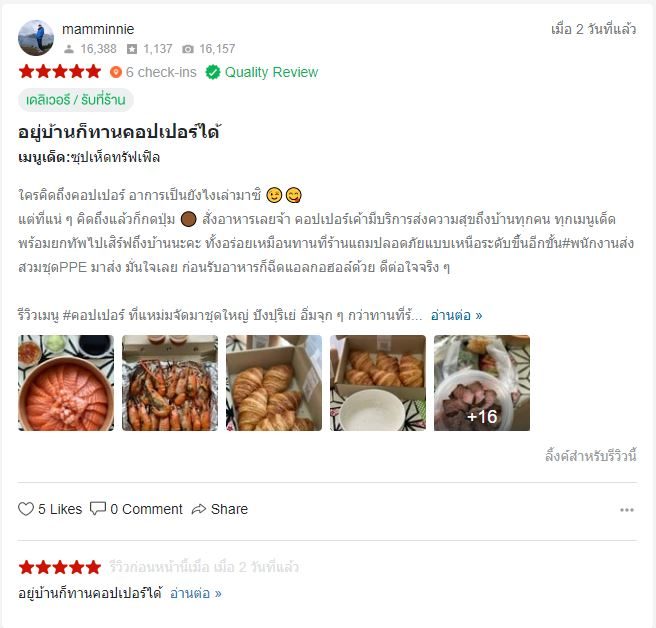 mamminnie
เมื่อ 2 วันที่แล้ว
16,388 1,137 16,157
6 check-ins Quality Review
เดลิเวอรี / รับที่ร้าน
อยู่บ้านก็ทานคอปเปอร์ได้
เมนูเด็ด:ซุปเห็ดทรัฟเฟิล
ใครคิดถึงคอปเปอร์ อาการเป็นยังไงเล่ามาซิ 😉😋
แต่ที่แน่ ๆ คิดถึงแล้วก็กดปุ่ม 🟤 สั่งอาหารเลยจ้า คอปเปอร์เค้ามีบริการส่งความสุขถึงบ้านทุกคน ทุกเมนูเด็ด
พร้อมยกทัพไปเสิร์ฟถึงบ้านนะคะ ทั้งอร่อยเหมือนทานที่ร้านแถมปลอดภัยแบบเหนือระดับขึ้นอีกขั้น#พนักงานส่ง
สวมชุดPPE มาส่ง มั่นใจเลย ก่อนรับอาหารก็ฉีดแอลกอฮอล์ด้วย ดีต่อใจจริง ๆ
รีวิวเมนู #คอปเปอร์ ที่แหม่มจัดมาชุดใหญ่ ปังปุริเย่ อิ่มจุก ๆ กว่าทานที่ร้... อ่านต่อ »
+16
ลิ้งค์สำหรับรีวิวนี้
5 Likes 0 Comment Share
รีวิวก่อนหน้านี้เมื่อ เมื่อ 2 วันที่แล้ว
อยู่บ้านก็ทานคอปเปอร์ได้ อ่านต่อ »